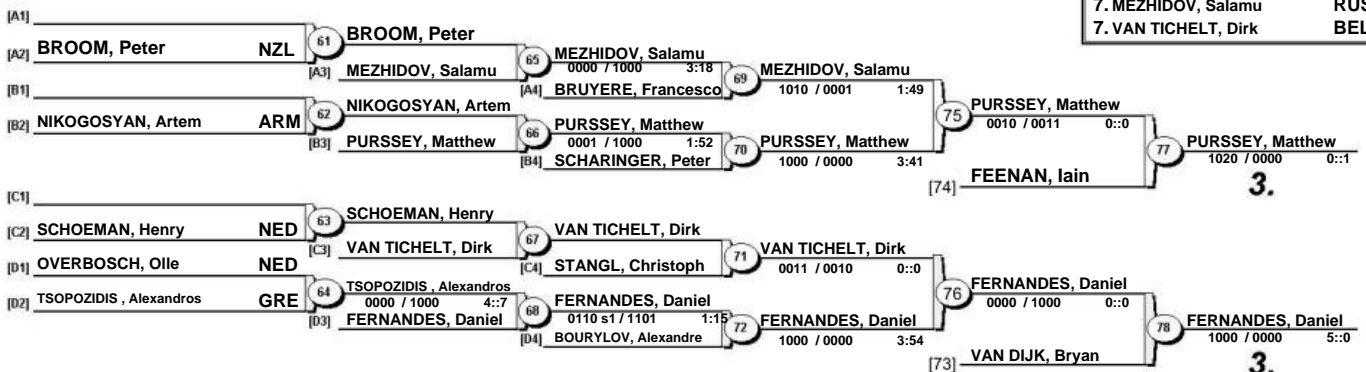 7. MEZHIDOV, Salamu RUS
7. VAN TICHELT, Dirk BEL
[A1]
[A2] BROOM, Peter NZL
61
BROOM, Peter
[A3] MEZHIDOV, Salamu
65
MEZHIDOV, Salamu
0000 / 1000 3:18
[A4] BRUYERE, Francesco
69
MEZHIDOV, Salamu
1010 / 0001 1:49
[B1]
[B2] NIKOGOSYAN, Artem ARM
62
NIKOGOSYAN, Artem
[B3] PURSSEY, Matthew
66
PURSSEY, Matthew
0001 / 1000 1:52
[B4] SCHARINGER, Peter
70
PURSSEY, Matthew
1000 / 0000 3:41
75
PURSSEY, Matthew
0010 / 0011 0::0
[74] FEENAN, Iain
77
PURSSEY, Matthew
1020 / 0000 0::1
3.
[C1]
[C2] SCHOEMAN, Henry NED
63
SCHOEMAN, Henry
[C3] VAN TICHELT, Dirk
67
VAN TICHELT, Dirk
[C4] STANGL, Christoph
71
VAN TICHELT, Dirk
0011 / 0010 0::0
[D1] OVERBOSCH, Olle NED
[D2] TSOPOZIDIS , Alexandros GRE
64
TSOPOZIDIS , Alexandros
0000 / 1000 4::7
[D3] FERNANDES, Daniel
68
FERNANDES, Daniel
0110 s1 / 1101 1:15
[D4] BOURYLOV, Alexandre
72
FERNANDES, Daniel
1000 / 0000 3:54
76
FERNANDES, Daniel
0000 / 1000 0::0
[73] VAN DIJK, Bryan
78
FERNANDES, Daniel
1000 / 0000 5::0
3.